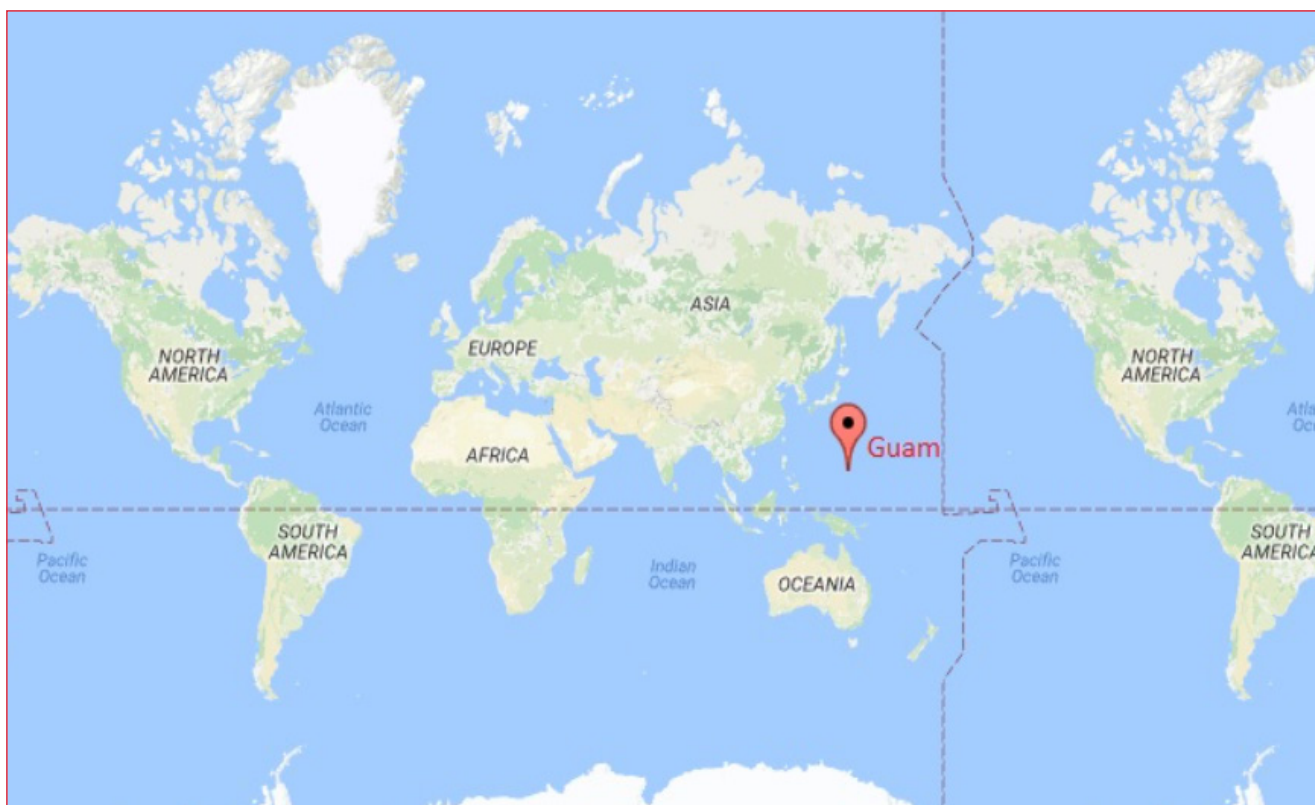 NORTH
AMERICA
Atlantic
Ocean
EUROPE
ASIA
AFRICA
Guam
NORTH
AMERICA
SOUTH
AMERICA
Pacific
Ocean
Indian
Ocean
OCEANIA
Pacific
Ocean
SOUTH
AMERICA